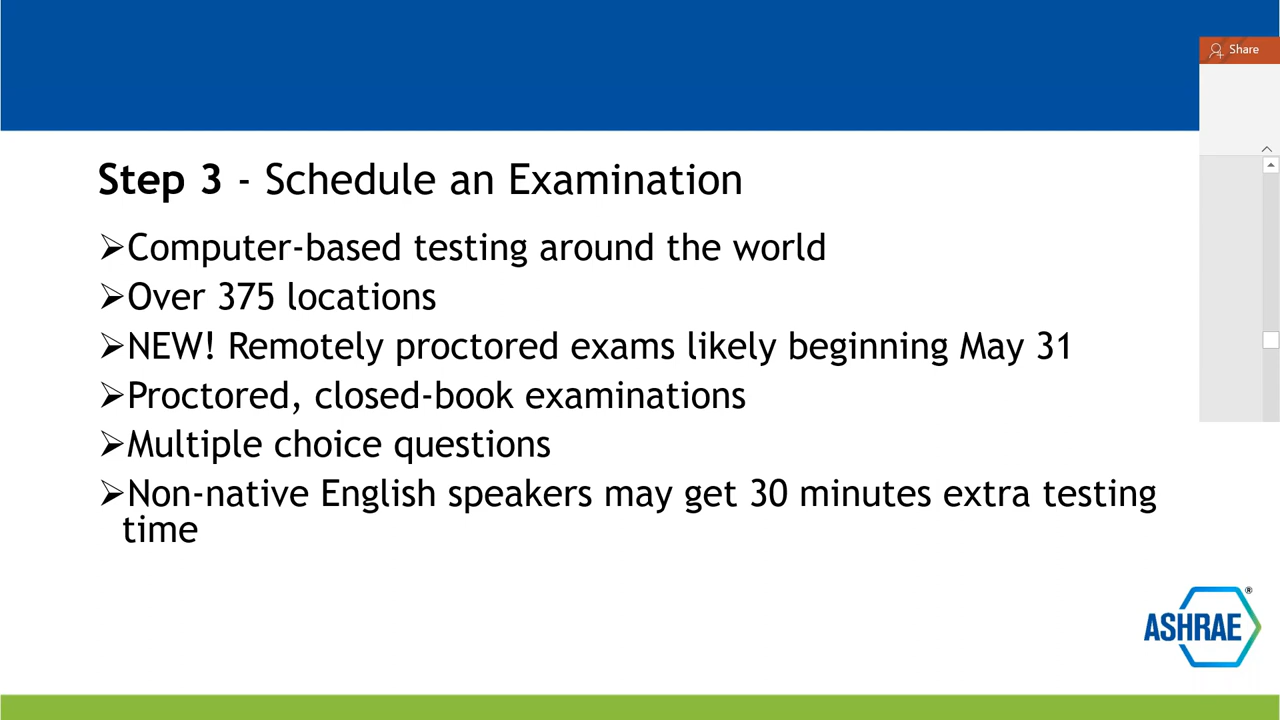 Share
Step 3 - Schedule an Examination
➢Computer-based testing around the world
➢Over 375 locations
➢NEW! Remotely proctored exams likely beginning May 31
➢Proctored, closed-book examinations
➢Multiple choice questions
➢Non-native English speakers may get 30 minutes extra testing
time
ASHRAE®